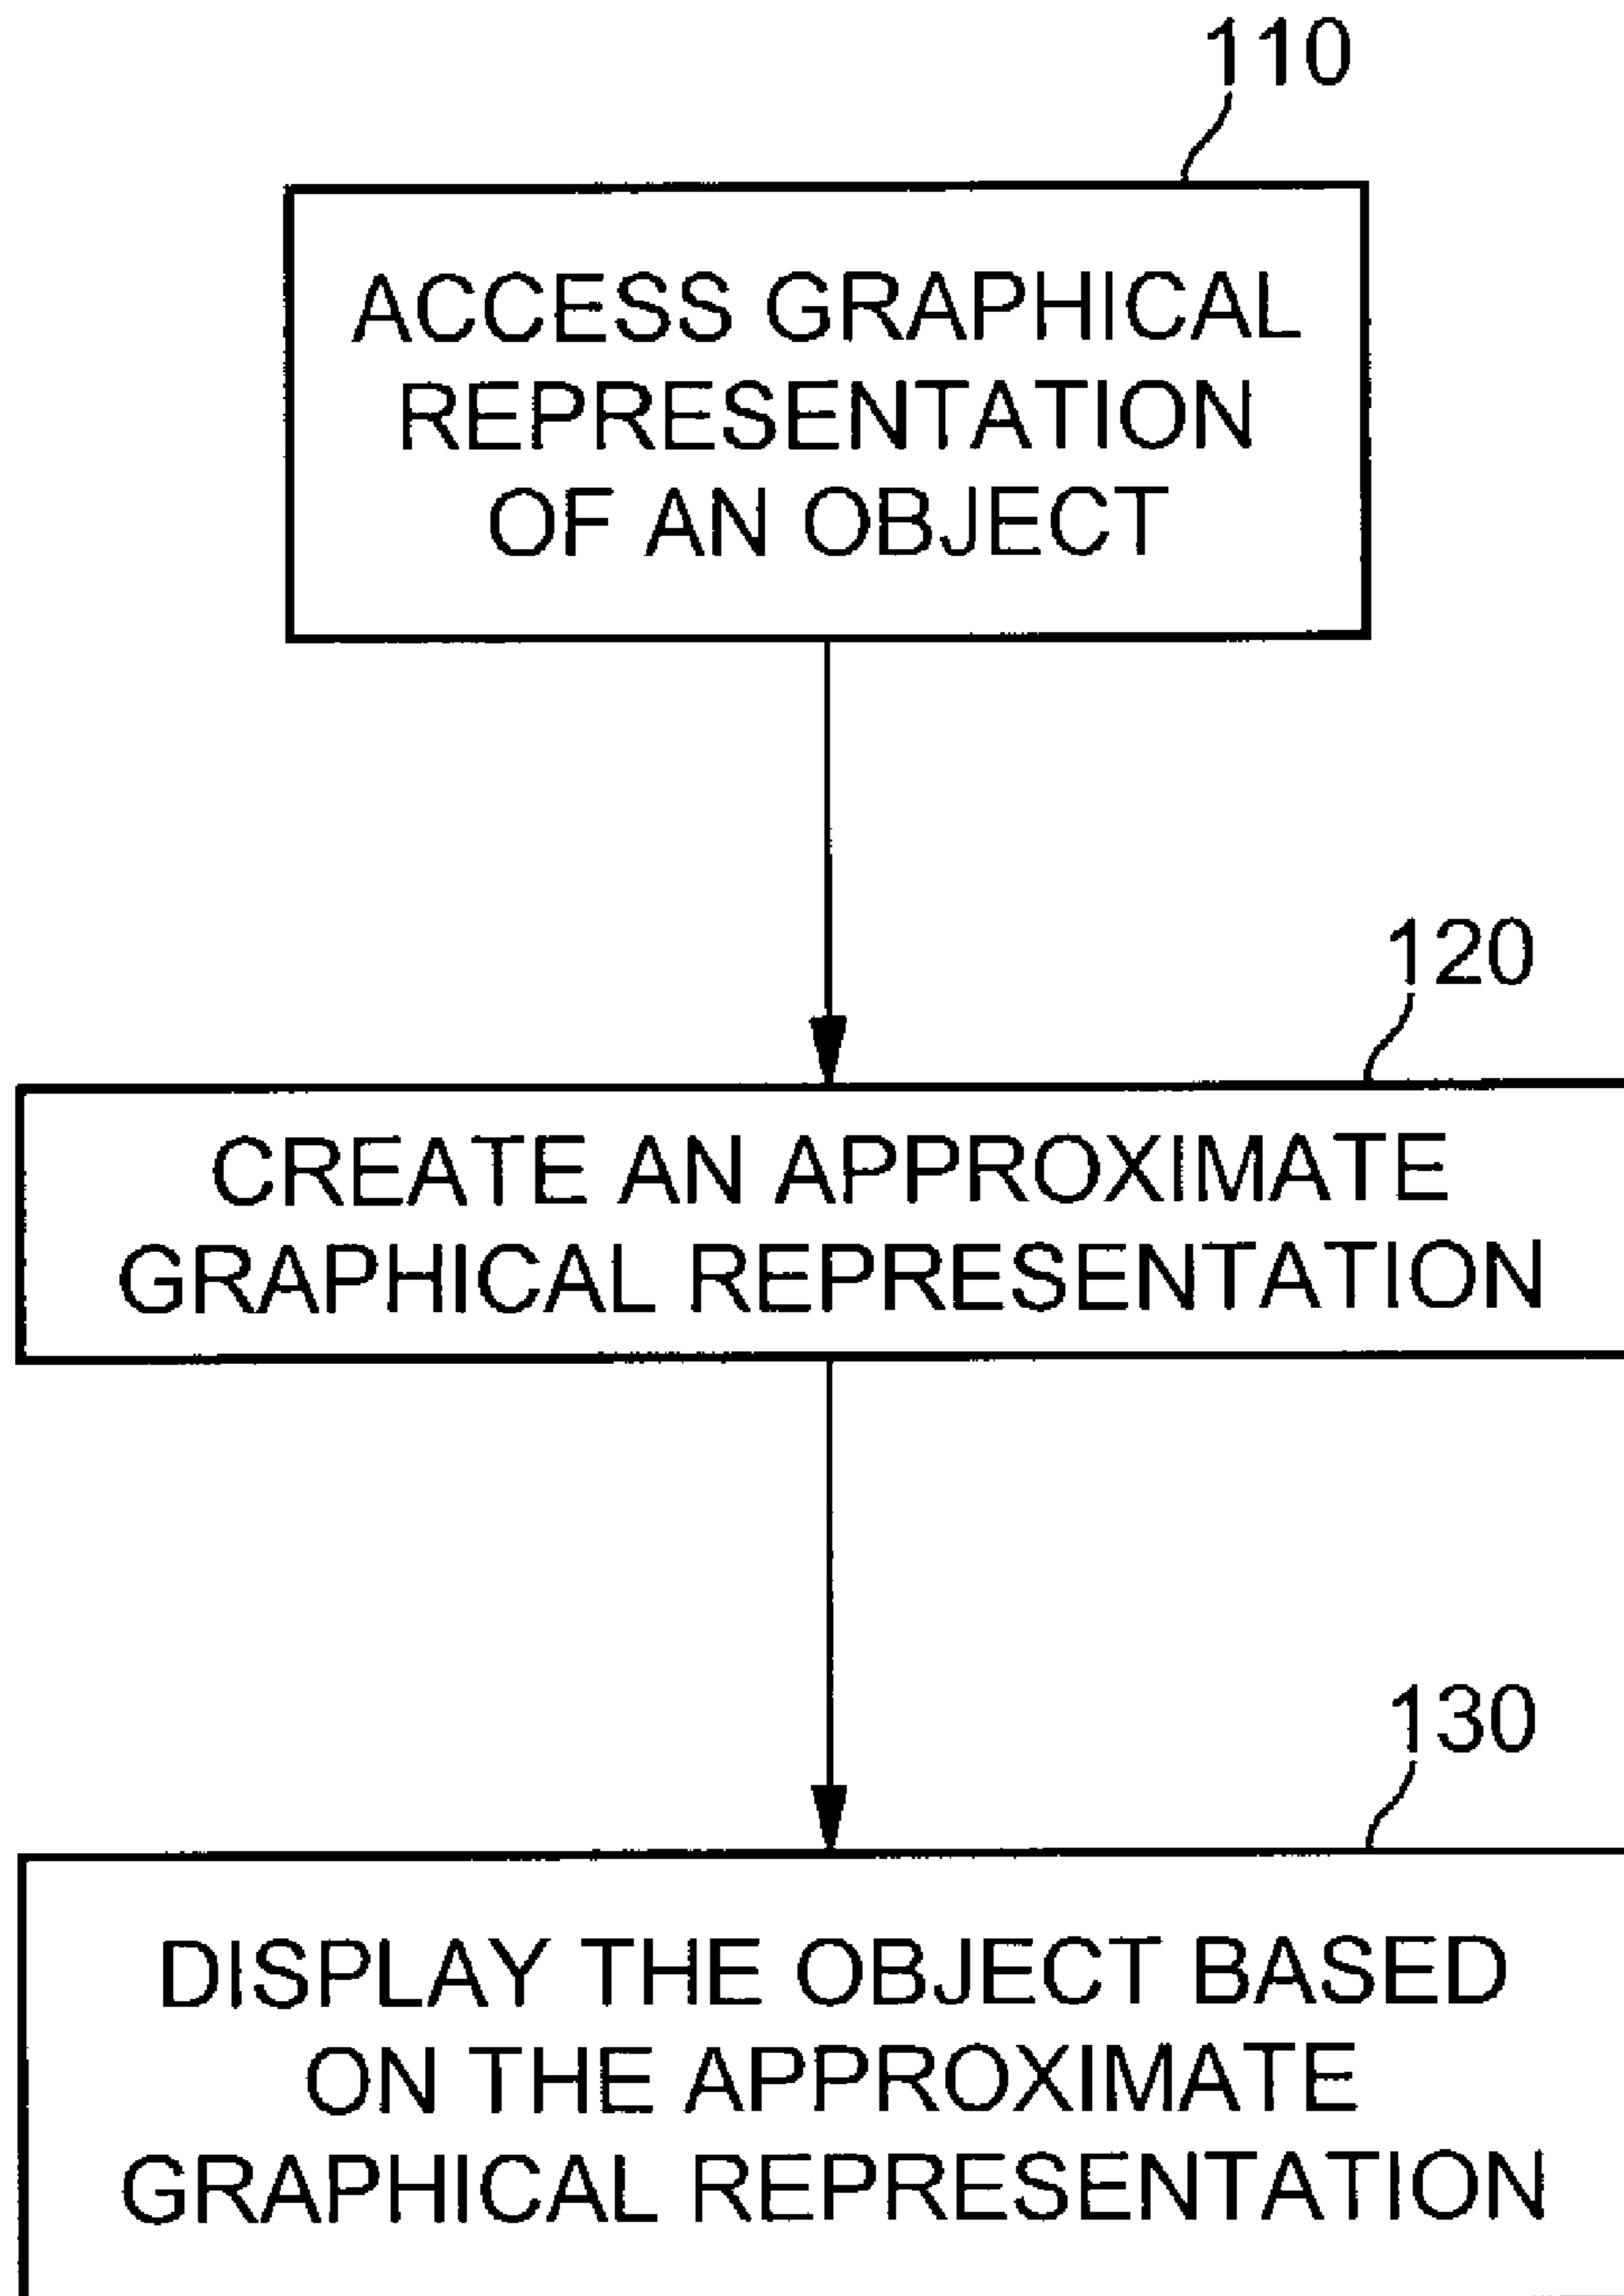 110
ACCESS GRAPHICAL
REPRESENTATION
OF AN OBJECT
120
CREATE AN APPROXIMATE
GRAPHICAL REPRESENTATION
130
DISPLAY THE OBJECT BASED
ON THE APPROXIMATE
GRAPHICAL REPRESENTATION